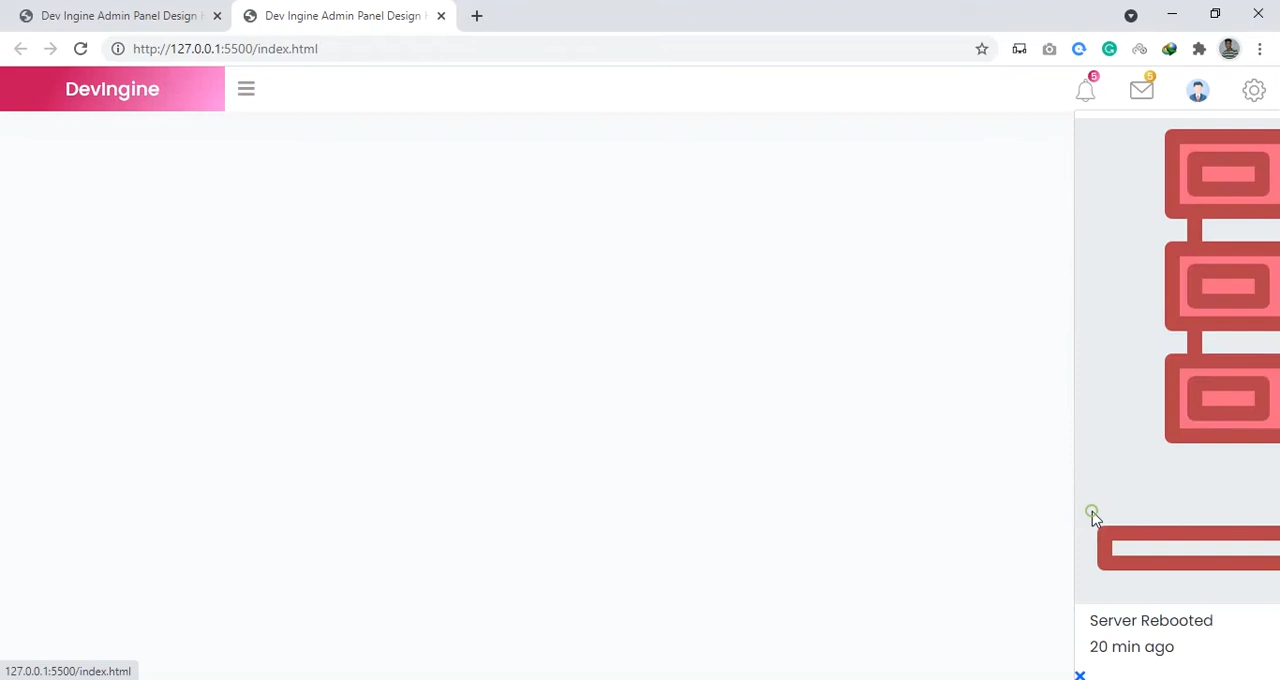 Dev Ingine Admin Panel Design
Dev Ingine Admin Panel Design
http://127.0.0.1:5500/index.html
DevIngine
5
5
Server Rebooted
20 min ago
127.0.0.1:5500/index.html